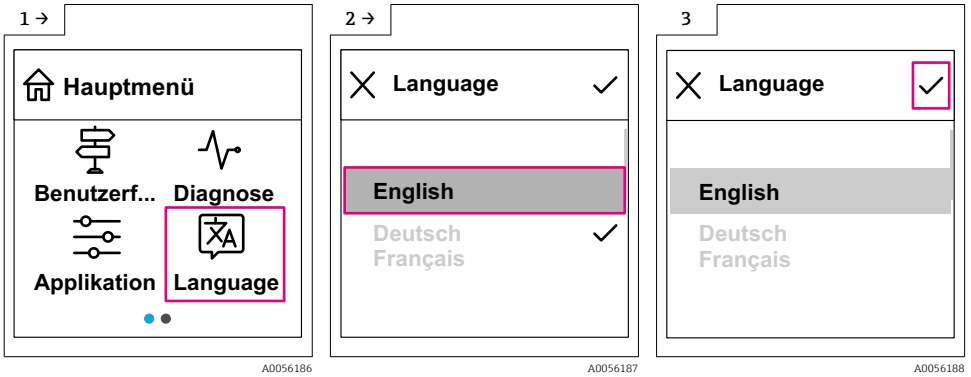 1 →
Hauptmenü
Benutzerf... Diagnose
Applikation Language
A0056186
2 →
Language
English
Deutsch
Français
A0056187
3
Language
English
Deutsch
Français
A0056188